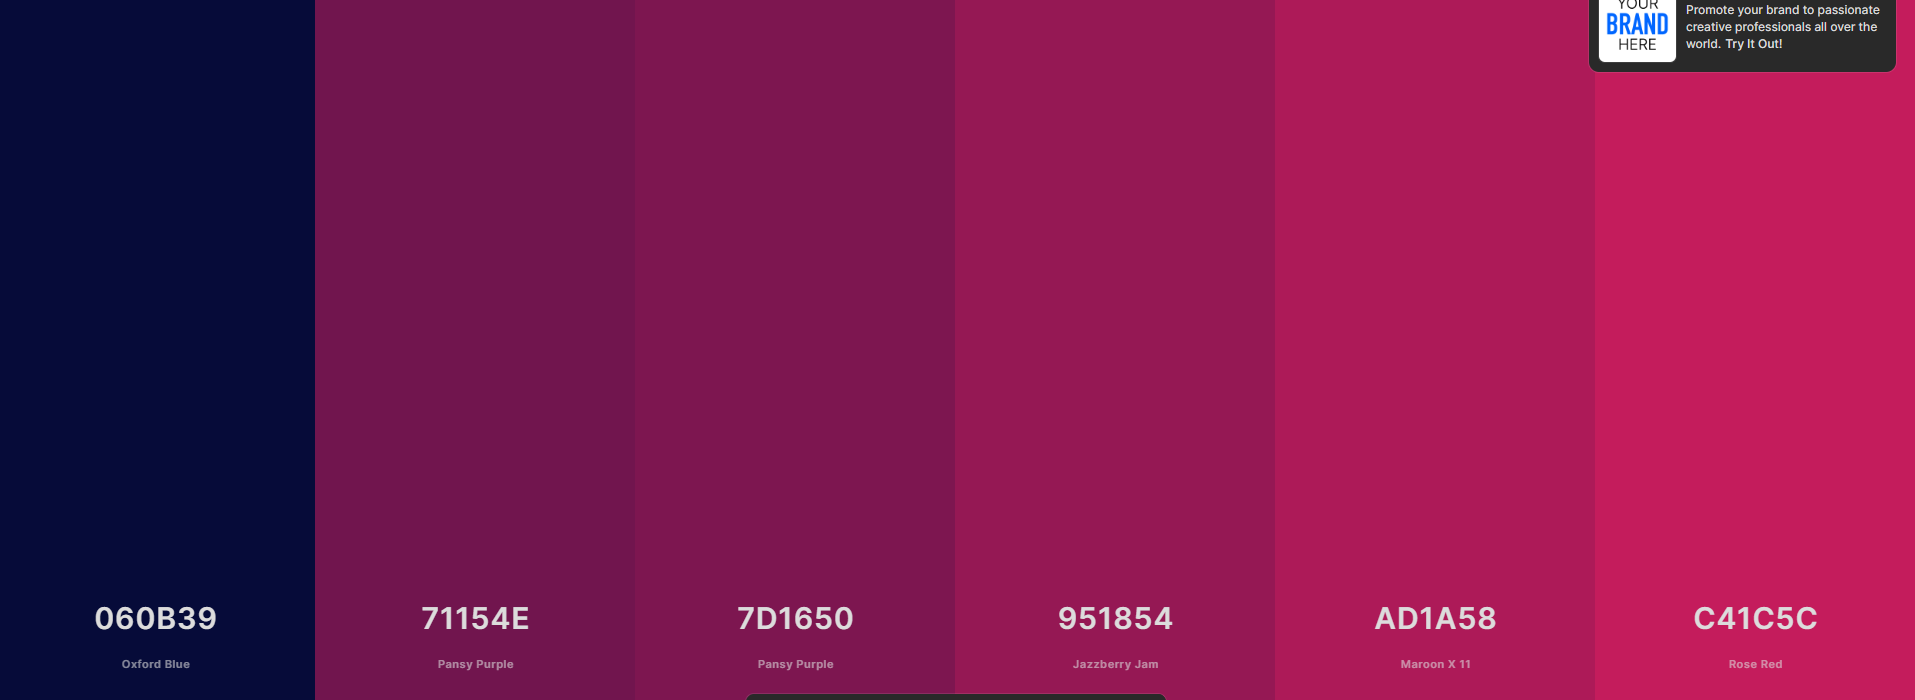 YOUR
BRAND
HERE
Promote your brand to passionate
creative professionals all over the
world. Try It Out!
060B39
71154E
7D1650
951854
AD1A58
C41C5C
Oxford Blue
Pansy Purple
Pansy Purple
Jazzberry Jam
Maroon X 11
Rose Red